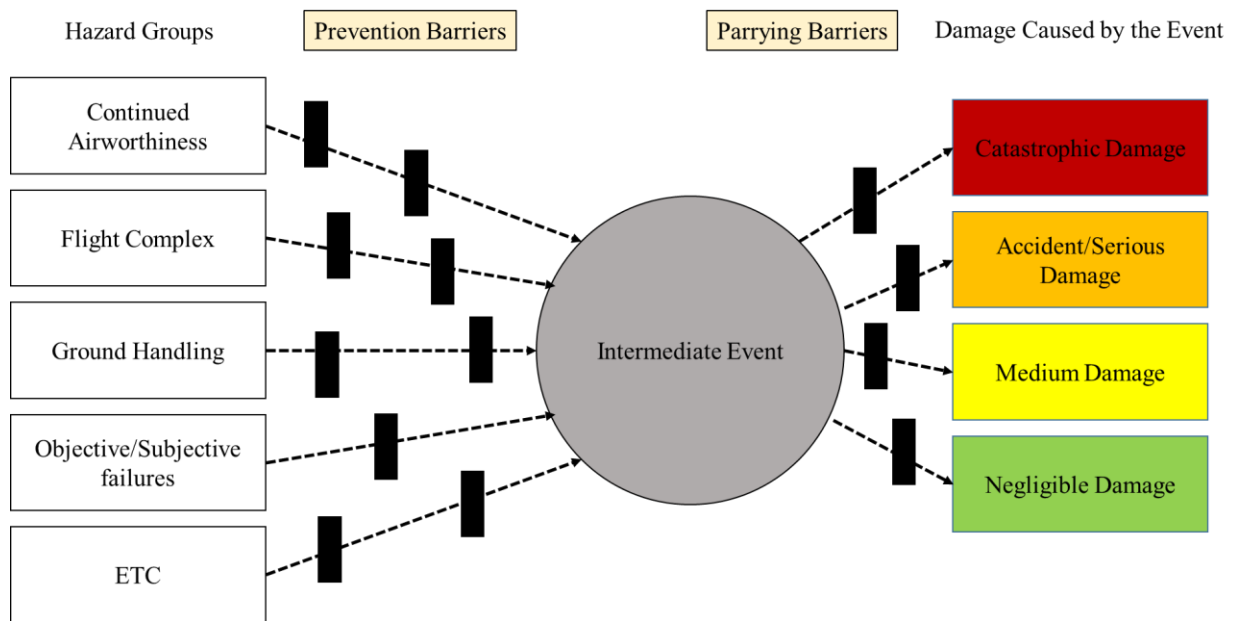 Hazard Groups
Prevention Barriers
Parrying Barriers
Damage Caused by the Event
Continued
Airworthiness
Flight Complex
Ground Handling
Objective/Subjective
failures
ETC
Intermediate Event
Catastrophic Damage
Accident/Serious
Damage
Medium Damage
Negligible Damage